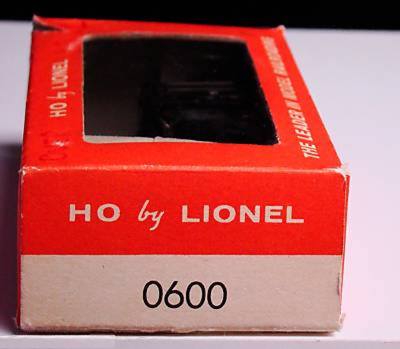 HO by LIONEL
THE LEADER IN MODEL RAILROADING
HO by LIONEL
0600